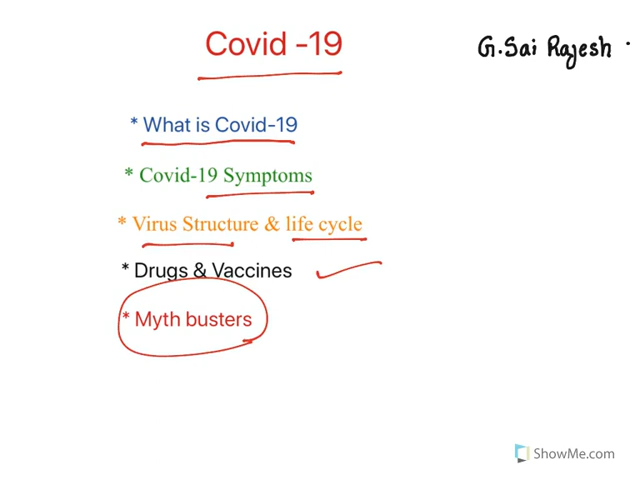 Covid -19
G.Sai Rajesh
* What is Covid-19
* Covid-19 Symptoms
* Virus Structure & life cycle
* Drugs & Vaccines
* Myth busters
ShowMe.com